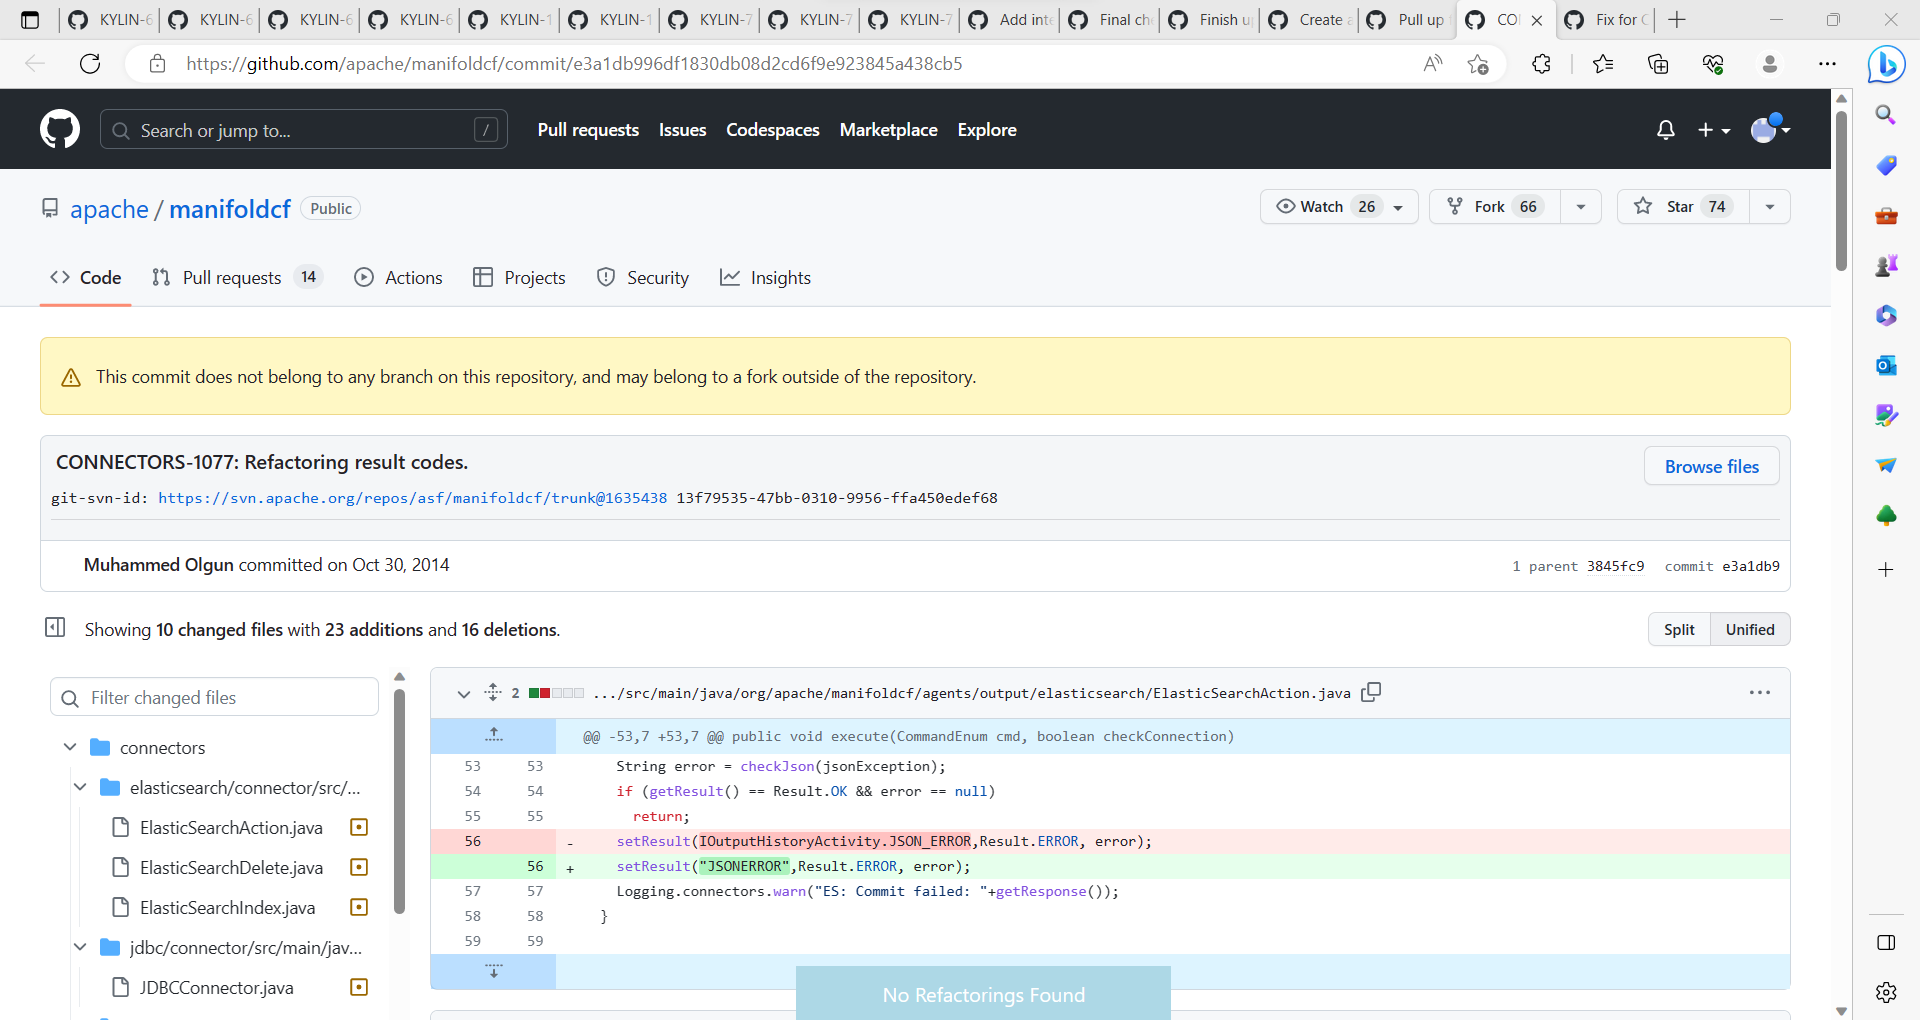 KYLIN-6
KYLIN-6
KYLIN-6
KYLIN-6
KYLIN-1
KYLIN-1
KYLIN-7
KYLIN-7
KYLIN-7
Add inte
Final che
Finish up
Create a
Pull up
CON
Fix for C
https://github.com/apache/manifoldcf/commit/e3a1db996df1830db08d2cd6f9e923845a438cb5
Search or jump to...
/
Pull requests
Issues
Codespaces
Marketplace
Explore
apache / manifoldcf
Public
Watch 26
Fork 66
Star 74
Code
Pull requests 14
Actions
Projects
Security
Insights
This commit does not belong to any branch on this repository, and may belong to a fork outside of the repository.
CONNECTORS-1077: Refactoring result codes.
Browse files
git-svn-id: https://svn.apache.org/repos/asf/manifoldcf/trunk@1635438 13f79535-47bb-0310-9956-ffa450edef68
Muhammed Olgun committed on Oct 30, 2014
1 parent 3845fc9 commit e3a1db9
Showing 10 changed files with 23 additions and 16 deletions.
Split
Unified
Filter changed files
connectors
elasticsearch/connector/src/...
ElasticSearchAction.java
ElasticSearchDelete.java
ElasticSearchIndex.java
jdbc/connector/src/main/jav...
JDBCConnector.java
2 .../src/main/java/org/apache/manifoldcf/agents/output/elasticsearch/ElasticSearchAction.java
@@ -53,7 +53,7 @@ public void execute(CommandEnum cmd, boolean checkConnection)
53 53 String error = checkJson(jsonException);
54 54 if (getResult() == Result.OK && error == null)
55 55 return;
56 - setResult(IOutputHistoryActivity.JSON_ERROR,Result.ERROR, error);
56 + setResult("JSONERROR",Result.ERROR, error);
57 57 Logging.connectors.warn("ES: Commit failed: "+getResponse());
58 58 }
59 59
No Refactorings Found